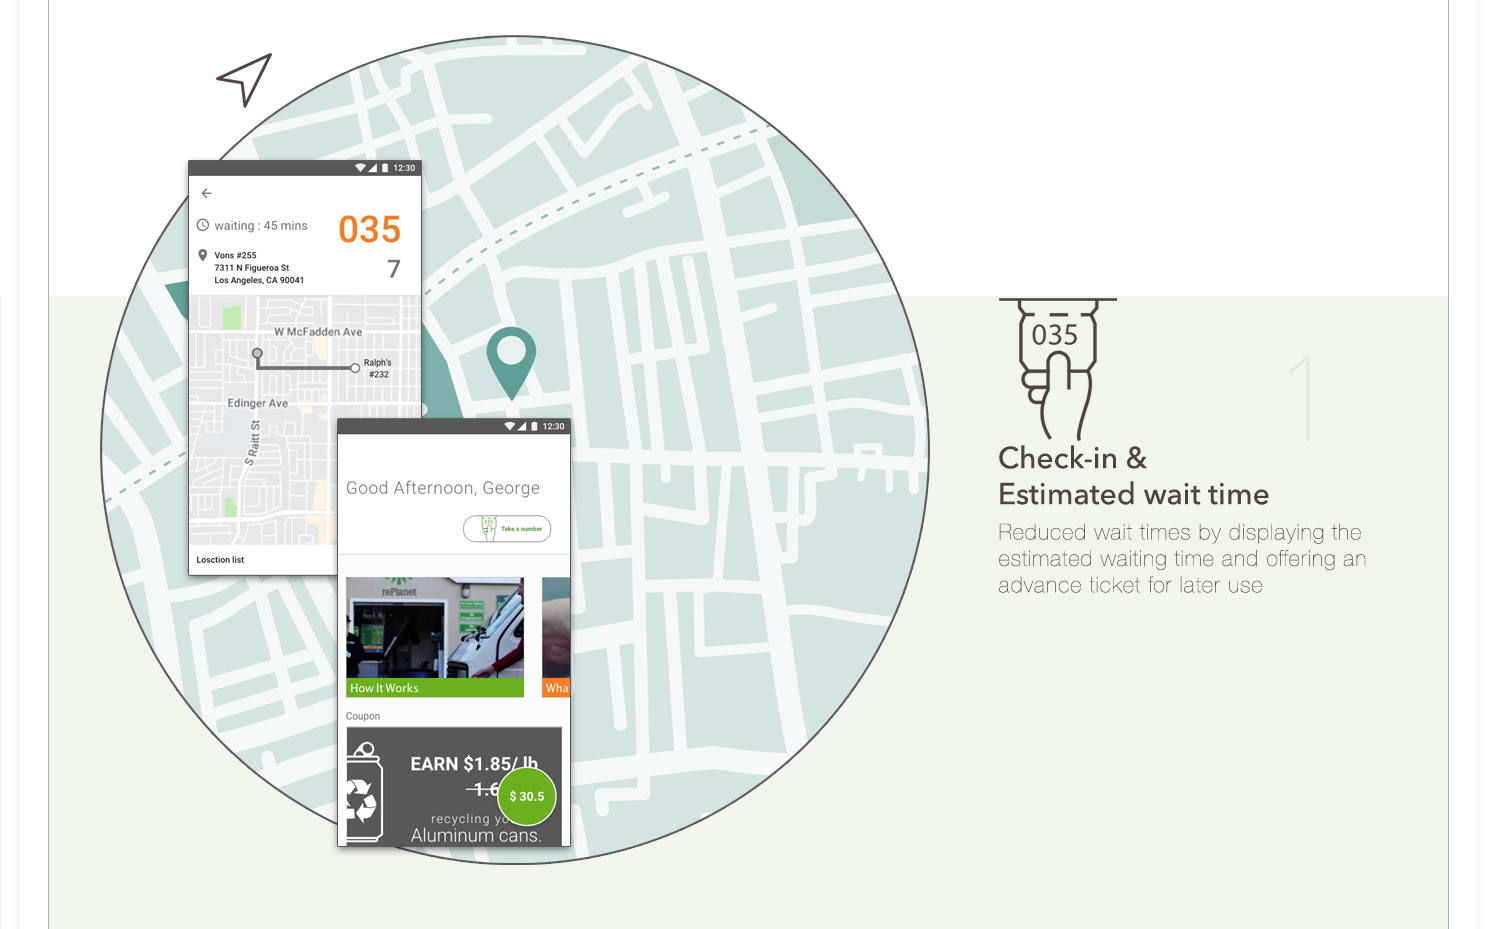 12:30
waiting : 45 mins
035
7
Vons #255
7311 N Figueroa St
Los Angeles, CA 90041
W McFadden Ave
Ralph's
#232
Edinger Ave
S Raitt St
Losction list
12:30
Good Afternoon, George
035
Take a number
rePlanet
How It Works
Coupon
EARN $1.85/ lb
1.6
$ 30.5
recycling yo
Aluminum cans.
035
1
Check-in &
Estimated wait time
Reduced wait times by displaying the
estimated waiting time and offering an
advance ticket for later use